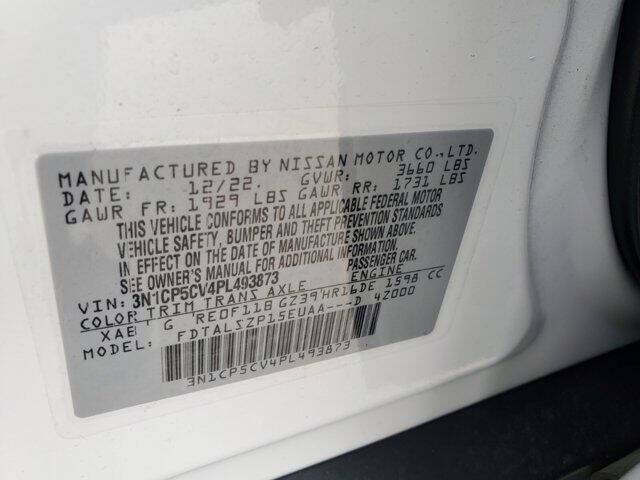 MANUFACTURED BY NISSAN MOTOR CO.,LTD.
DATE: 12/22. GVWR: 3660 LBS
GAWR FR: 1929 LBS GAWR RR: 1731 LBS
THIS VEHICLE CONFORMS TO ALL APPLICABLE FEDERAL MOTOR
VEHICLE SAFETY, BUMPER AND THEFT PREVENTION STANDARDS
IN EFFECT ON THE DATE OF MANUFACTURE SHOWN ABOVE.
SEE OWNER'S MANUAL FOR ADDITIONAL INFORMATION.
VIN: 3N1CP5CV4PL493873 PASSENGER CAR.
COLOR TRIM TRANS AXLE ENGINE
XAB G RE0F11B GZ39 HR16DE 1598 CC
MODEL: FDTALSZP15EUAA---D 4Z000
3N1CP5CV4PL493873